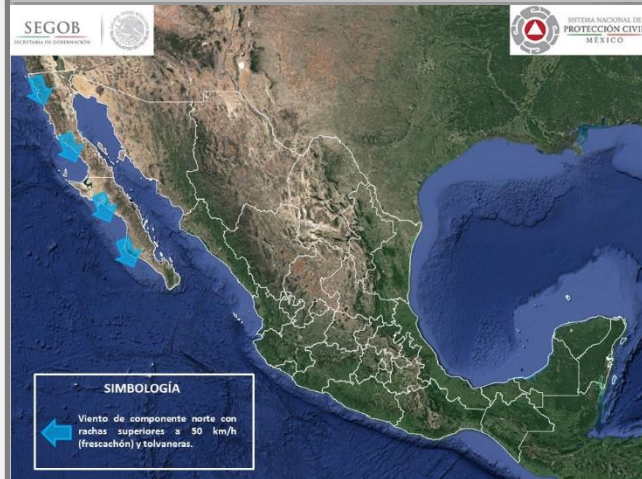 SEGOB
SECRETARÍA DE GOBERNACIÓN
SISTEMA NACIONAL DE
PROTECCIÓN CIVIL
MÉXICO
SIMBOLOGÍA
Viento de componente norte con
rachas superiores a 50 km/h
(frescachón) y tolvaneras.